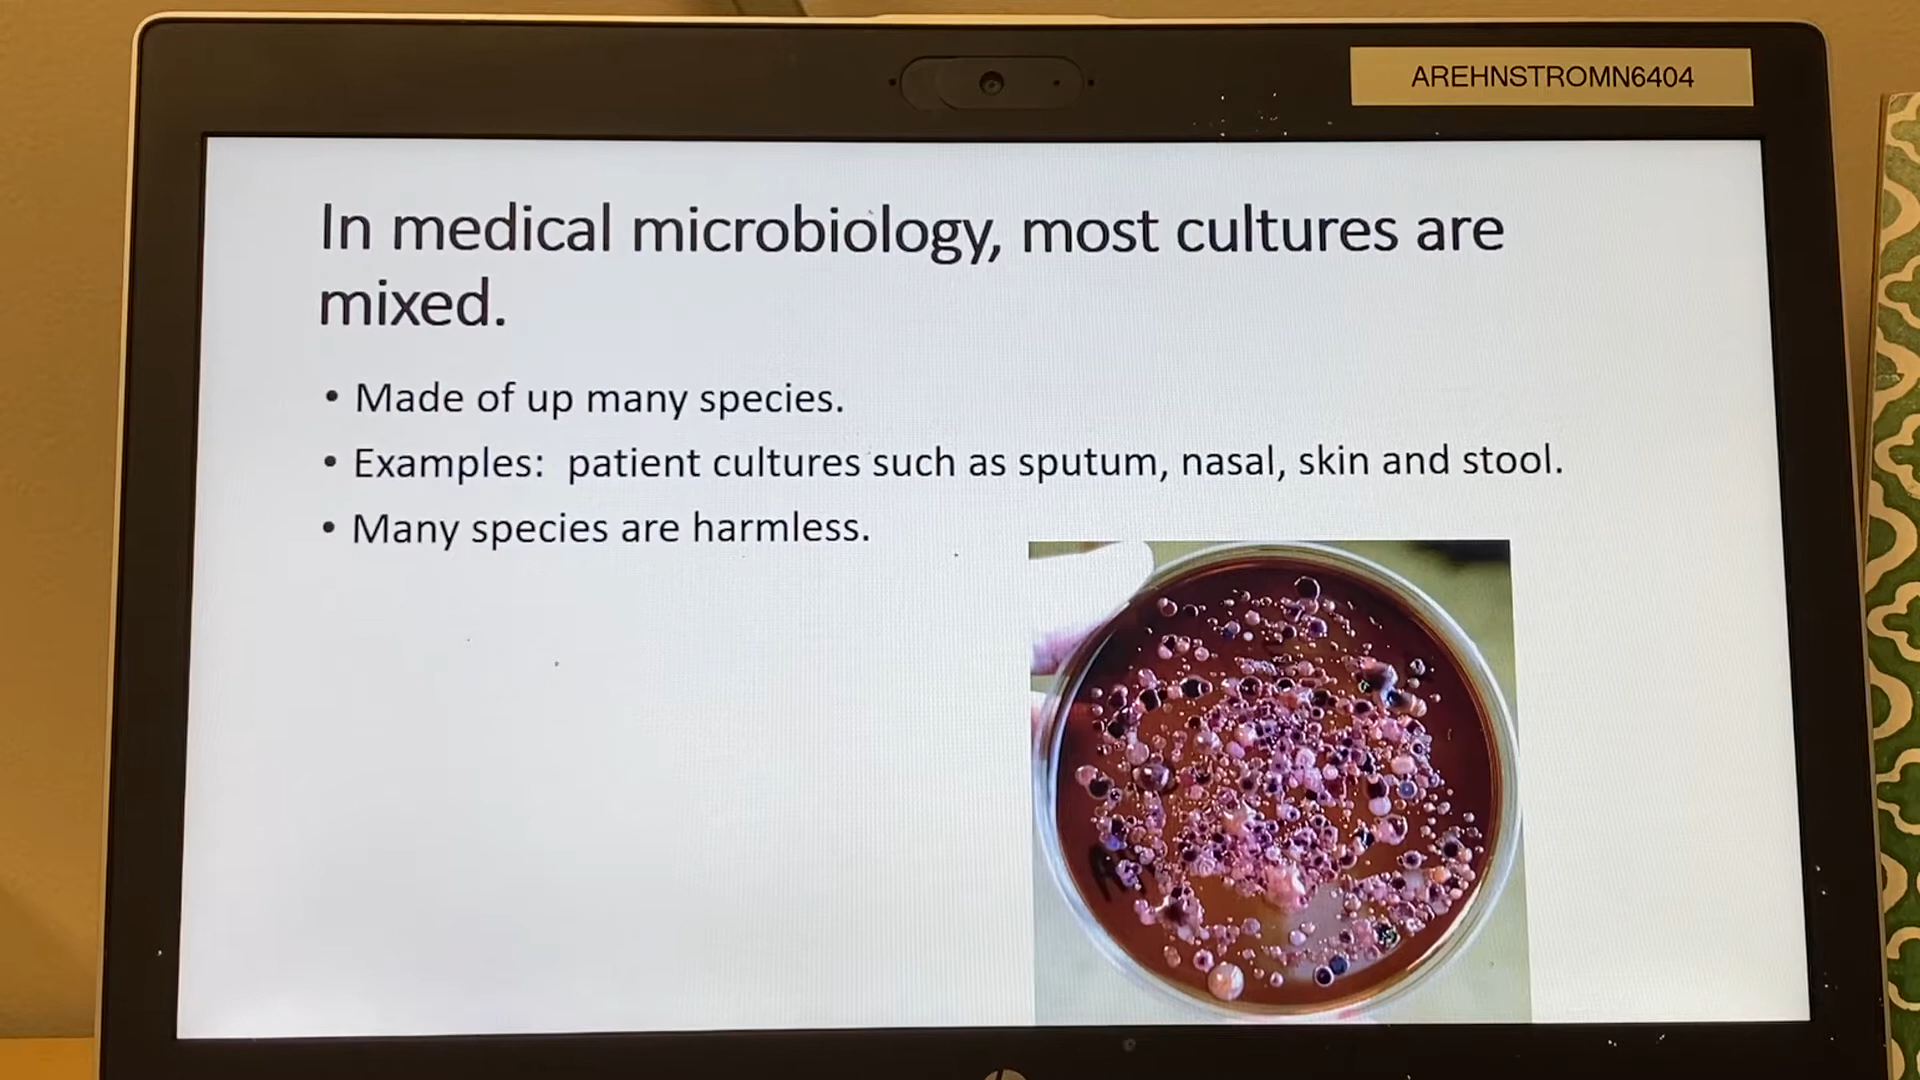 AREHNSTROMN6404
In medical microbiology, most cultures are
mixed.
• Made of up many species.
• Examples: patient cultures such as sputum, nasal, skin and stool.
• Many species are harmless.